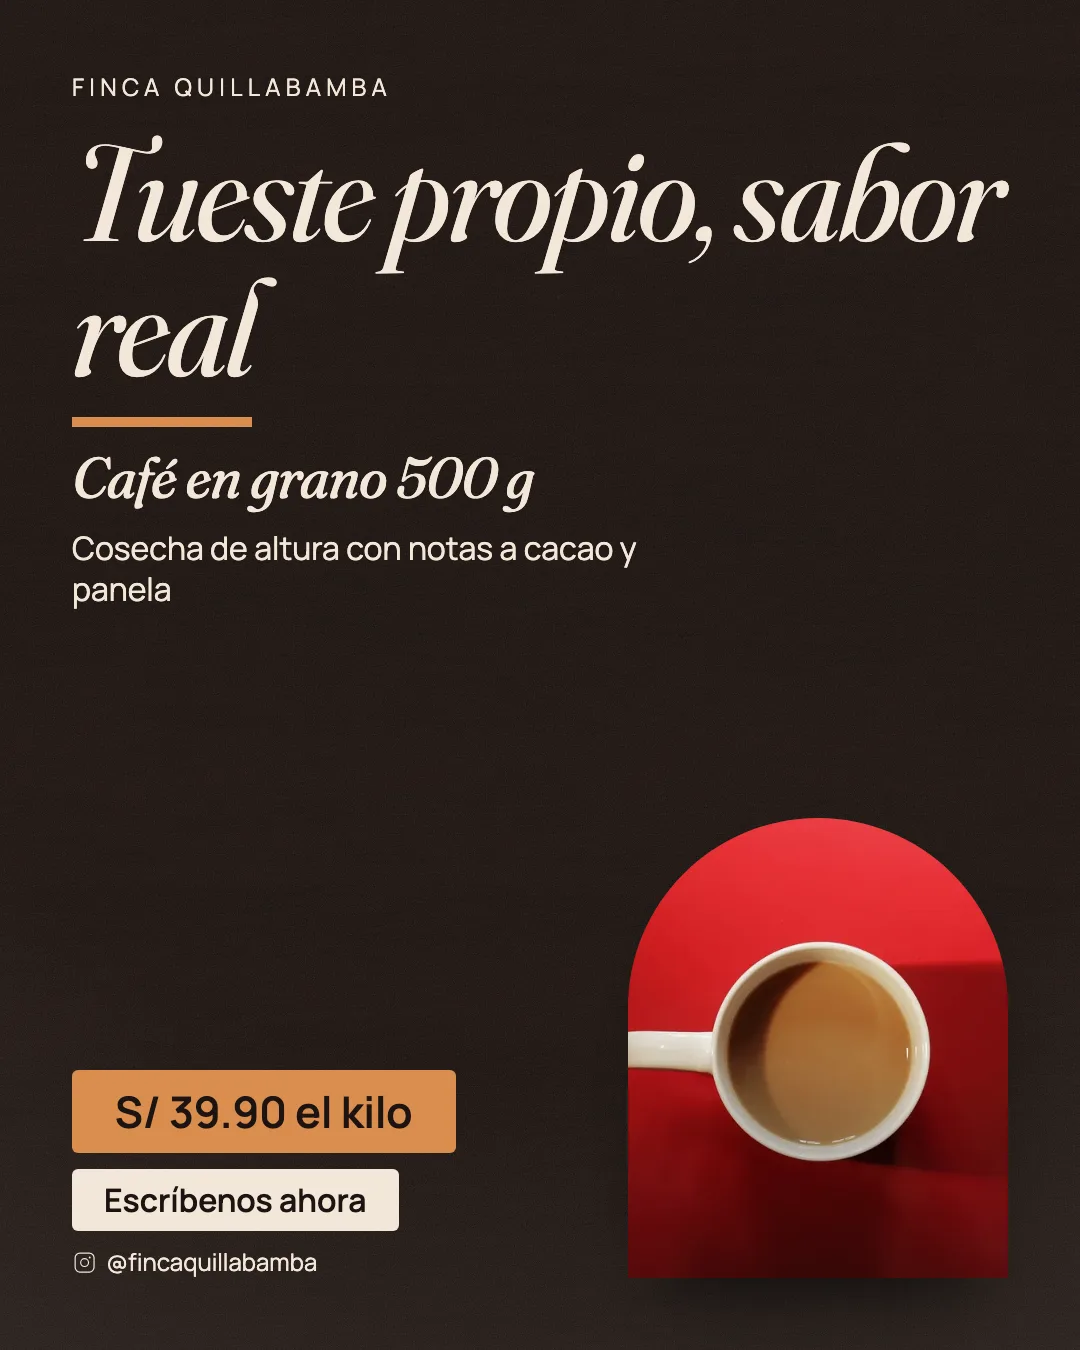 FINCA QUILLABAMBA
Tueste propio, sabor
real
Café en grano 500 g
Cosecha de altura con notas a cacao y
panela
S/ 39.90 el kilo
Escríbenos ahora
@fincaquillabamba